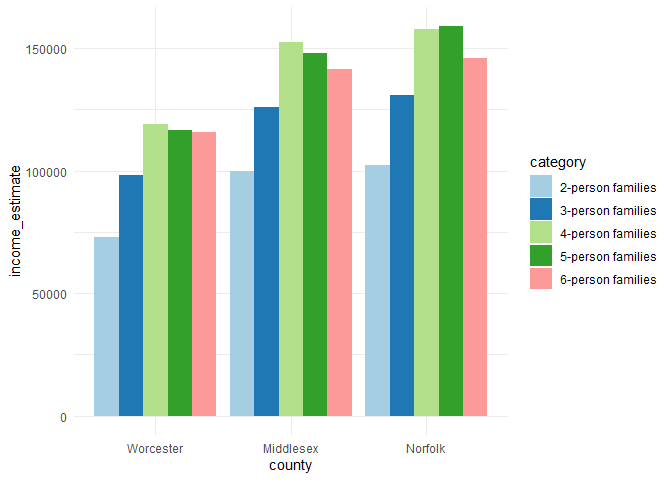 income_estimate
150000
100000
50000
0
Worcester
Middlesex
Norfolk
county
category
2-person families
3-person families
4-person families
5-person families
6-person families